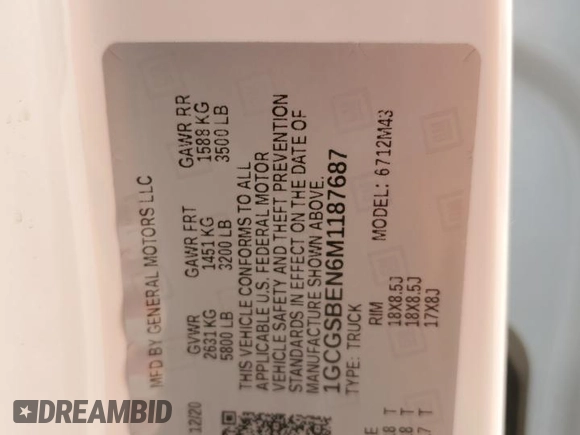 MFD BY GENERAL MOTORS LLC
12/20
GVWR GAWR FRT GAWR RR
2631 KG 1451 KG 1588 KG
5800 LB 3200 LB 3500 LB
THIS VEHICLE CONFORMS TO ALL
APPLICABLE U.S. FEDERAL MOTOR
VEHICLE SAFETY AND THEFT PREVENTION
STANDARDS IN EFFECT ON THE DATE OF
MANUFACTURE SHOWN ABOVE.
1GCGSBEN6M1187687
TYPE: TRUCK MODEL: 6712M43
RIM
18X8.5J
18X8.5J
17X8J
DREAMBID